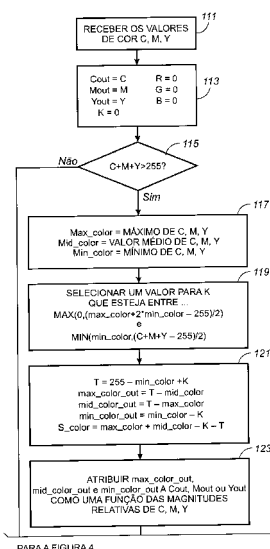 111
RECEBER OS VALORES
DE COR C, M, Y
113
Cout = C R = 0
Mout = M G = 0
Yout = Y B = 0
K = 0
115
Não
C+M+Y>255?
Sim
117
Max_color = MÁXIMO DE C, M, Y
Mid_color = VALOR MÉDIO DE C, M, Y
Min_color = MÍNIMO DE C, M, Y
119
SELECIONAR UM VALOR PARA K
QUE ESTEJA ENTRE ...
MAX(0,(max_color+2*min_color – 255)/2)
e
MIN(min_color,(C+M+Y – 255)/2)
121
T = 255 – min_color +K
max_color_out = T – mid_color
mid_color_out = T – max_color
min_color_out = min_color – K
S_color = max_color + mid_color – K – T
123
ATRIBUIR max_color_out,
mid_color_out e min_color_out A Cout, Mout ou Yout
COMO UMA FUNÇÃO DAS MAGNITUDES
RELATIVAS DE C, M, Y
PARA A FIGURA 4